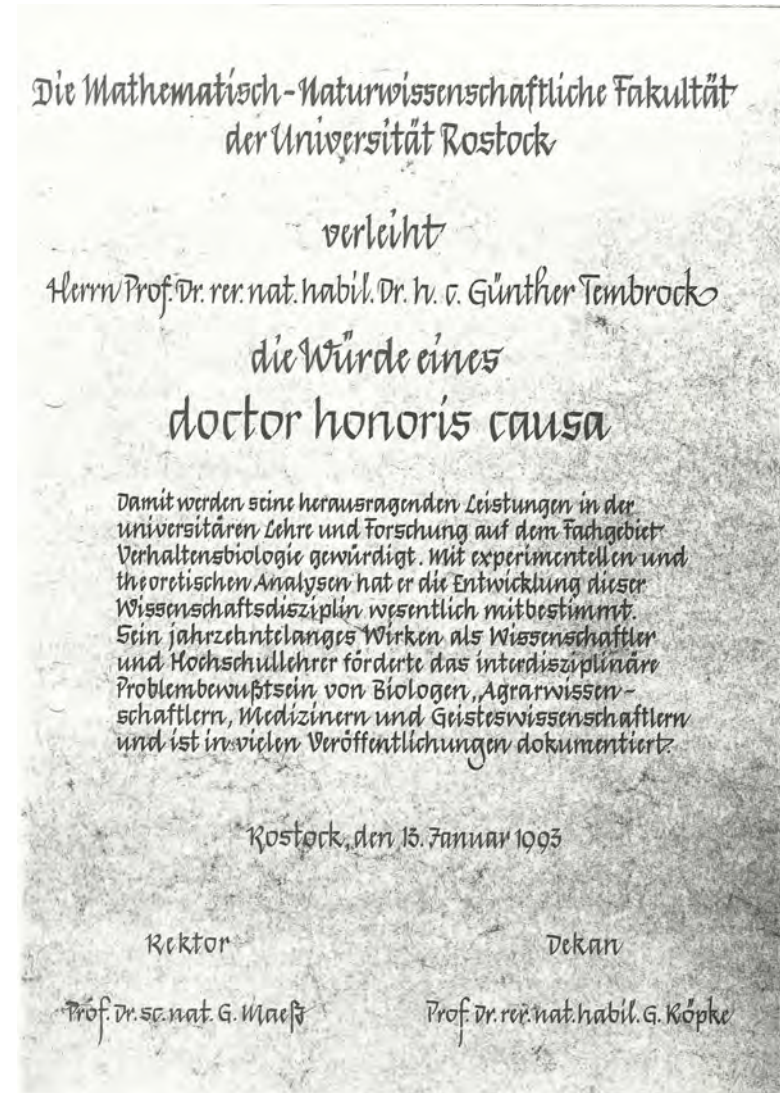 Die Mathematisch-Naturwissenschaftliche Fakultät
der Universität Rostock
verleiht
Herrn Prof. Dr. rer. nat. habil. Dr. h. c. Günther Tembrock
die Würde eines
doctor honoris causa
Damit werden seine herausragenden Leistungen in der
universitären Lehre und Forschung auf dem Fachgebiet
Verhaltensbiologie gewürdigt. Mit experimentellen und
theoretischen Analysen hat er die Entwicklung dieser
Wissenschaftsdisziplin wesentlich mitbestimmt.
Sein jahrzehntelanges Wirken als Wissenschaftler
und Hochschullehrer förderte das interdisziplinäre
Problembewußtsein von Biologen, Agrarwissen-
schaftlern, Medizinern und Geisteswissenschaftlern
und ist in vielen Veröffentlichungen dokumentiert.
Rostock, den 13. Januar 1993
Rektor Dekan
Prof. Dr. sc. nat. G. Maeß Prof. Dr. rer. nat. habil. G. Köpke